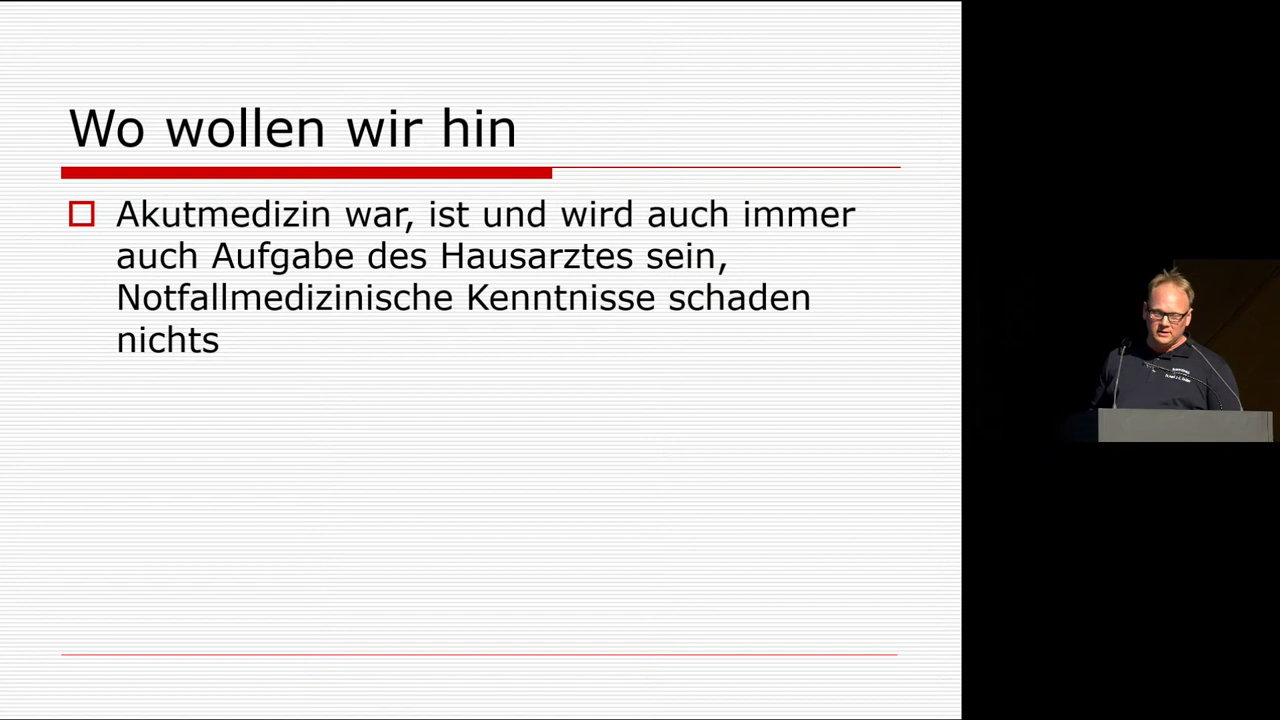 Wo wollen wir hin
Akutmedizin war, ist und wird auch immer
auch Aufgabe des Hausarztes sein,
Notfallmedizinische Kenntnisse schaden
nichts